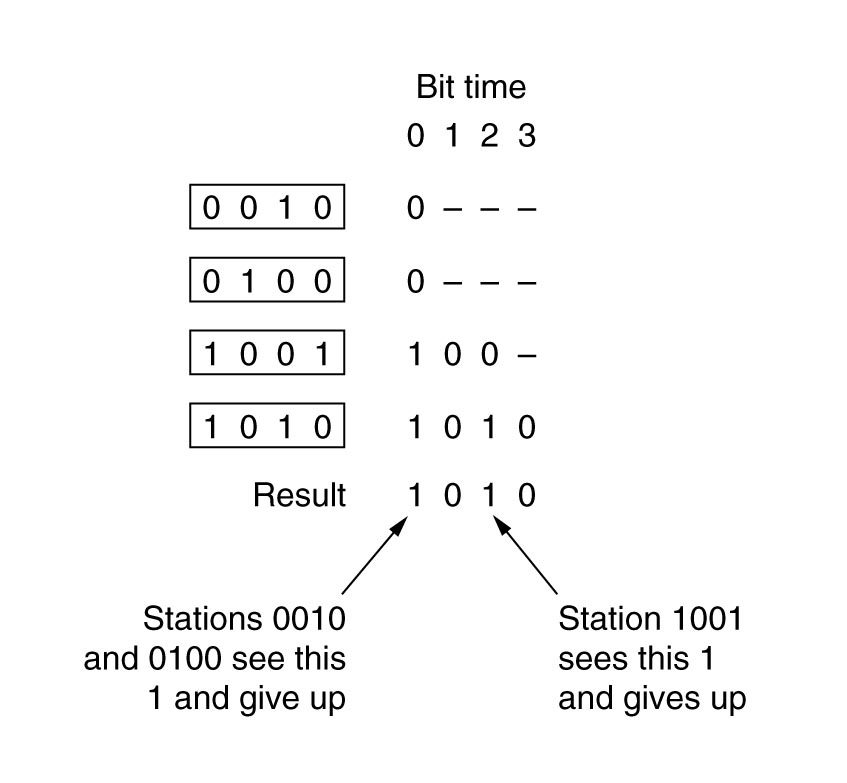 Bit time
0 1 2 3
0 0 1 0 0 – – –
0 1 0 0 0 – – –
1 0 0 1 1 0 0 –
1 0 1 0 1 0 1 0
Result 1 0 1 0
Stations 0010
and 0100 see this
1 and give up
Station 1001
sees this 1
and gives up